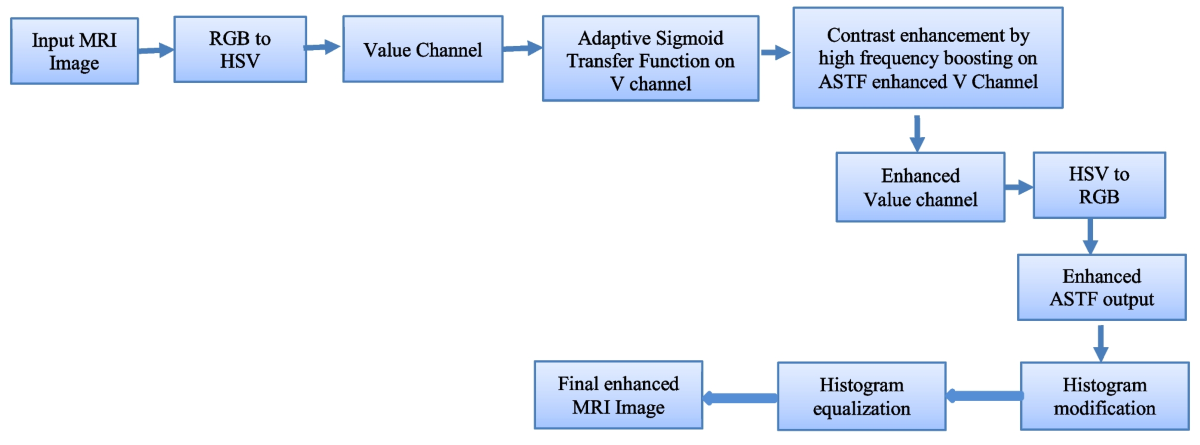 Input MRI
Image
RGB to
HSV
Value Channel
Adaptive Sigmoid
Transfer Function on
V channel
Contrast enhancement by
high frequency boosting on
ASTF enhanced V Channel
Enhanced
Value channel
HSV to
RGB
Enhanced
ASTF output
Histogram
modification
Histogram
equalization
Final enhanced
MRI Image